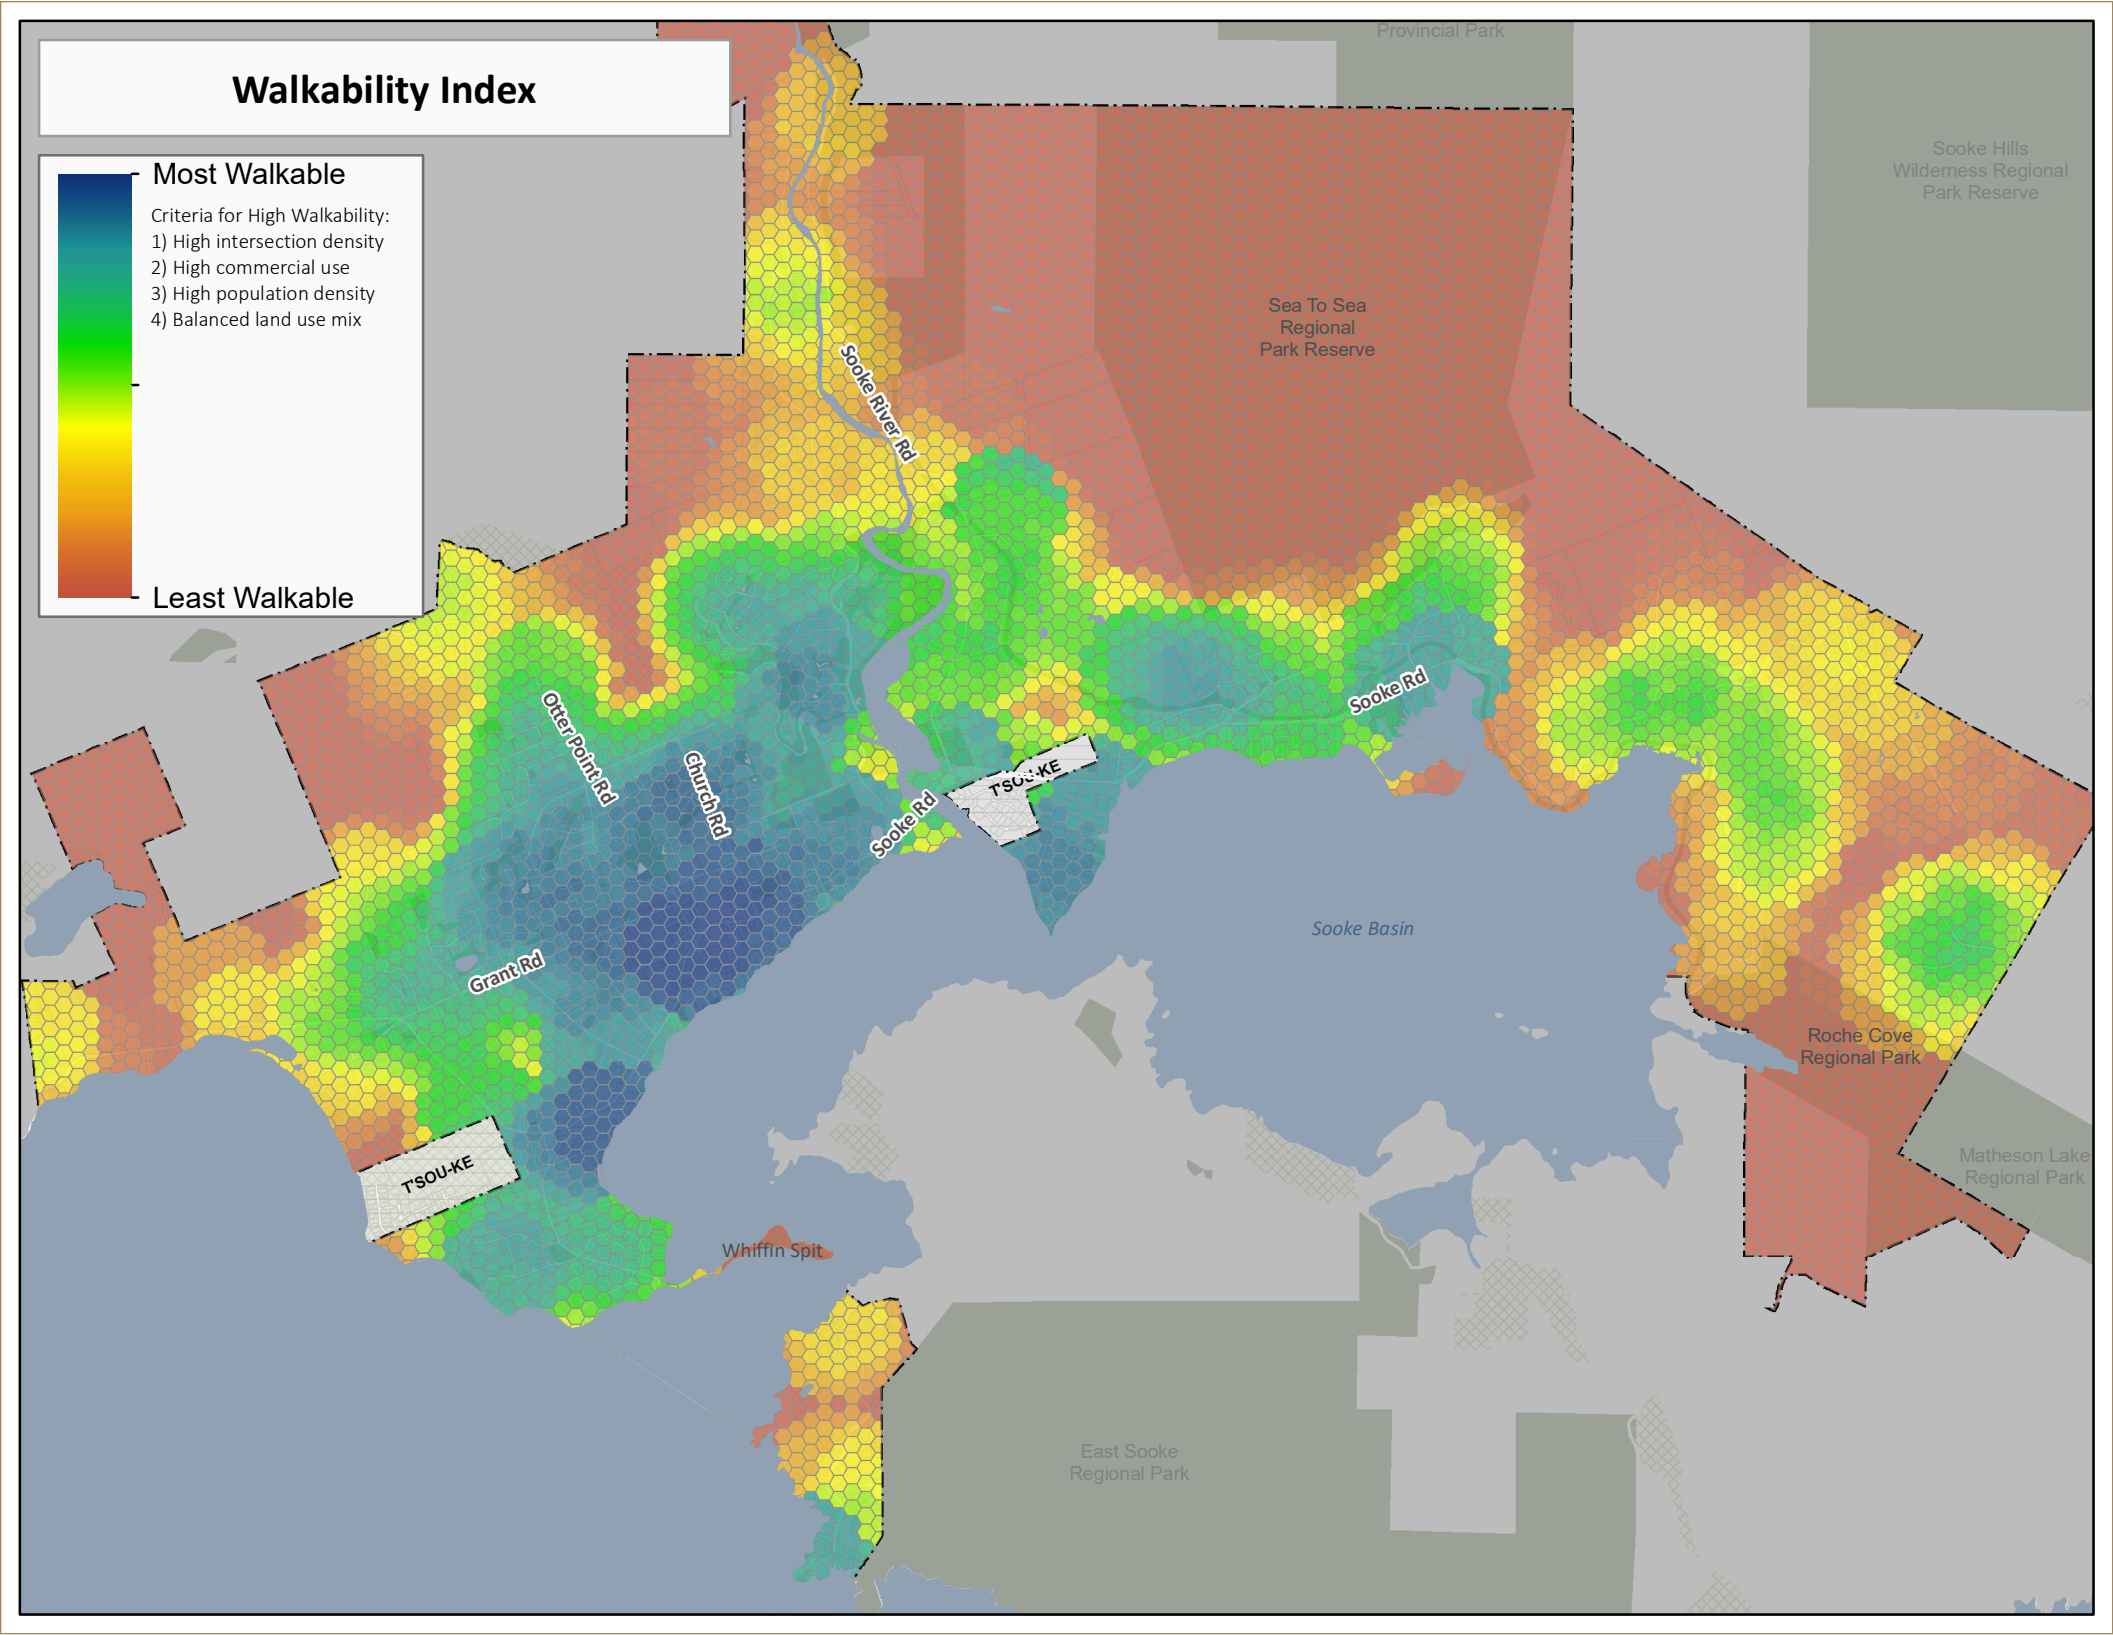 Walkability Index
Most Walkable
Criteria for High Walkability:
1) High intersection density
2) High commercial use
3) High population density
4) Balanced land use mix
Least Walkable
Provincial Park
Sooke Hills
Wilderness Regional
Park Reserve
Sea To Sea
Regional
Park Reserve
Sooke River Rd
Otter Point Rd
Church Rd
Sooke Rd
Sooke Rd
T'SOU-KE
Grant Rd
Sooke Basin
Roche Cove
Regional Park
Matheson Lake
Regional Park
T'SOU-KE
Whiffin Spit
East Sooke
Regional Park